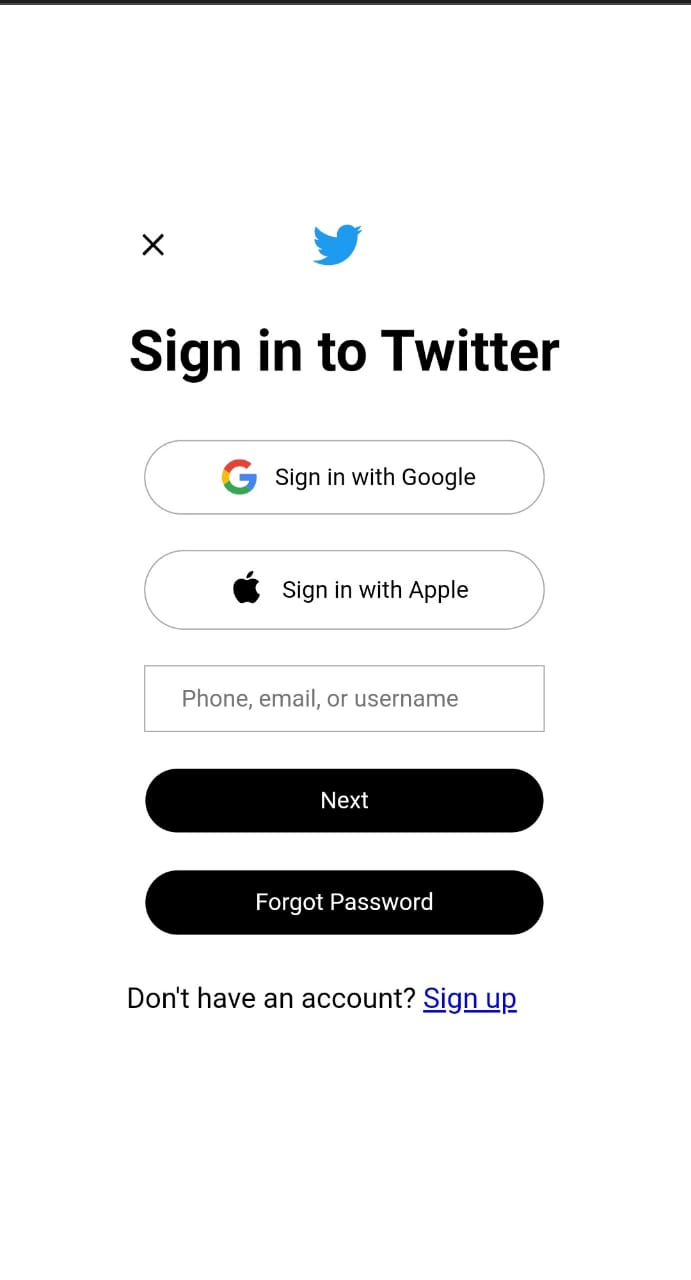 Sign in to Twitter
Sign in with Google
Sign in with Apple
Phone, email, or username
Next
Forgot Password
Don't have an account? Sign up